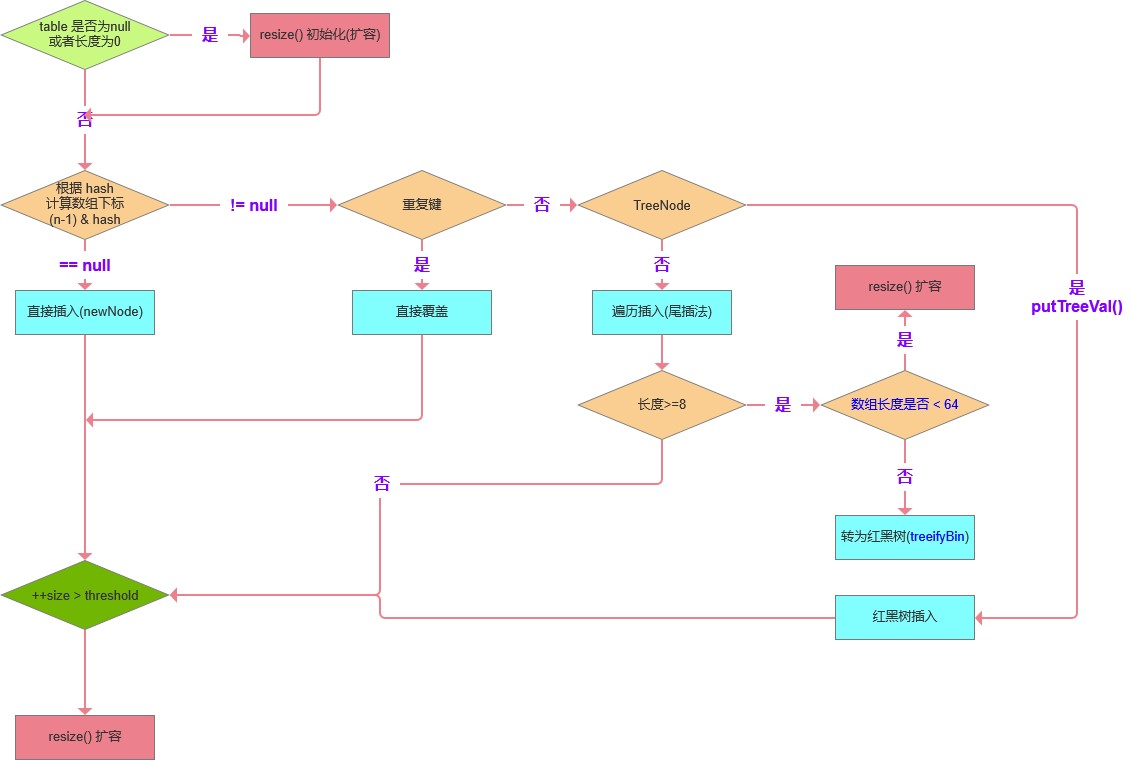 table 是否为null
或者长度为0
是
resize() 初始化(扩容)
否
根据 hash
计算数组下标
(n-1) & hash
!= null
重复键
否
TreeNode
== null
是
否
是
putTreeVal()
直接插入(newNode)
直接覆盖
遍历插入(尾插法)
resize() 扩容
是
长度>=8
是
数组长度是否 < 64
否
否
转为红黑树(treeifyBin)
++size > threshold
红黑树插入
resize() 扩容